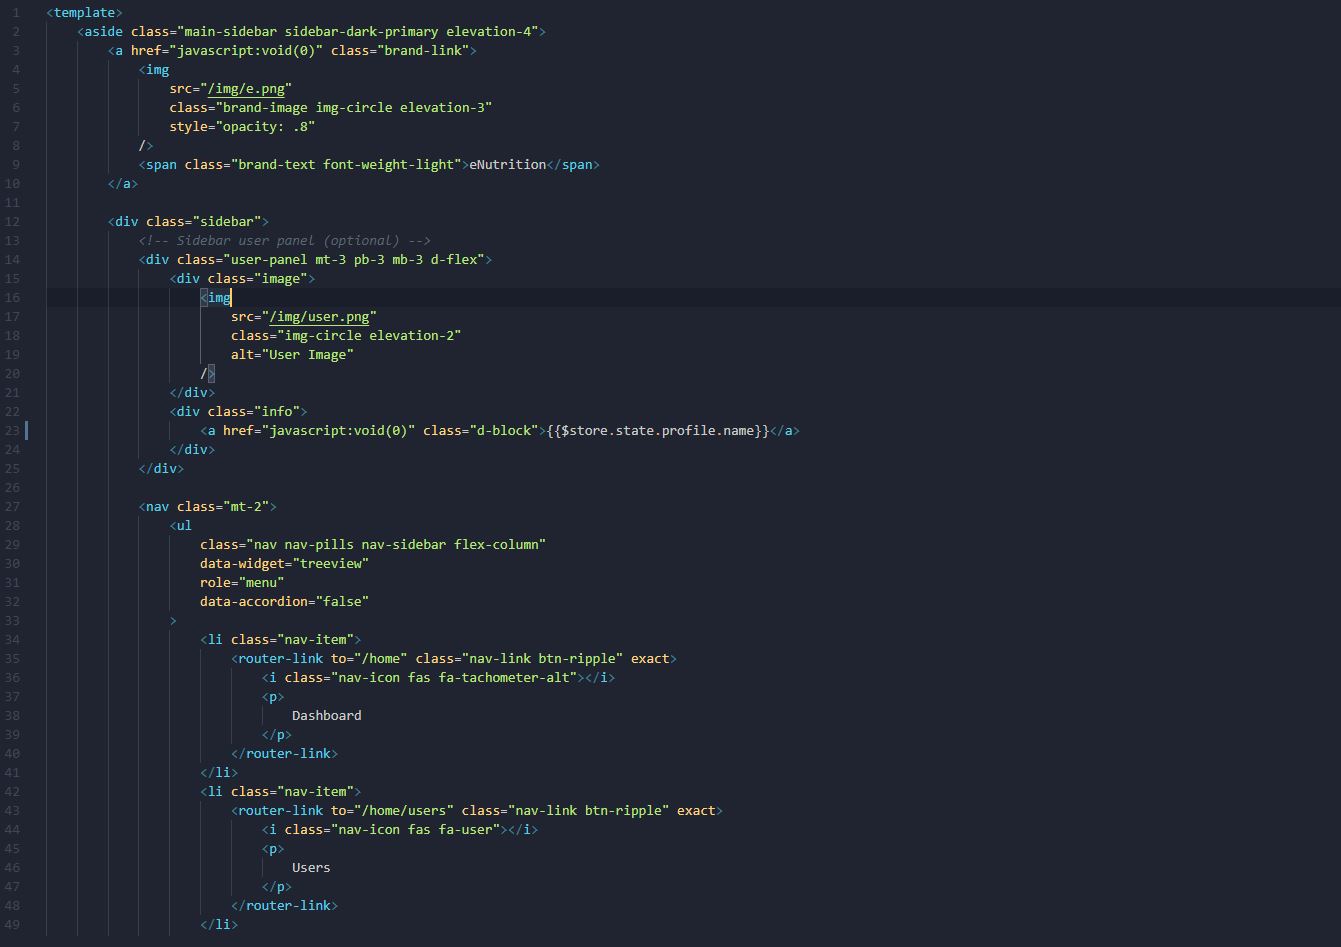 1 <template>
2 <aside class="main-sidebar sidebar-dark-primary elevation-4">
3 <a href="javascript:void(0)" class="brand-link">
4 <img
5 src="/img/e.png"
6 class="brand-image img-circle elevation-3"
7 style="opacity: .8"
8 />
9 <span class="brand-text font-weight-light">eNutrition</span>
10 </a>
11
12 <div class="sidebar">
13 <!-- Sidebar user panel (optional) -->
14 <div class="user-panel mt-3 pb-3 mb-3 d-flex">
15 <div class="image">
16 <img
17 src="/img/user.png"
18 class="img-circle elevation-2"
19 alt="User Image"
20 />
21 </div>
22 <div class="info">
23 <a href="javascript:void(0)" class="d-block">{{$store.state.profile.name}}</a>
24 </div>
25 </div>
26
27 <nav class="mt-2">
28 <ul
29 class="nav nav-pills nav-sidebar flex-column"
30 data-widget="treeview"
31 role="menu"
32 data-accordion="false"
33 >
34 <li class="nav-item">
35 <router-link to="/home" class="nav-link btn-ripple" exact>
36 <i class="nav-icon fas fa-tachometer-alt"></i>
37 <p>
38 Dashboard
39 </p>
40 </router-link>
41 </li>
42 <li class="nav-item">
43 <router-link to="/home/users" class="nav-link btn-ripple" exact>
44 <i class="nav-icon fas fa-user"></i>
45 <p>
46 Users
47 </p>
48 </router-link>
49 </li>